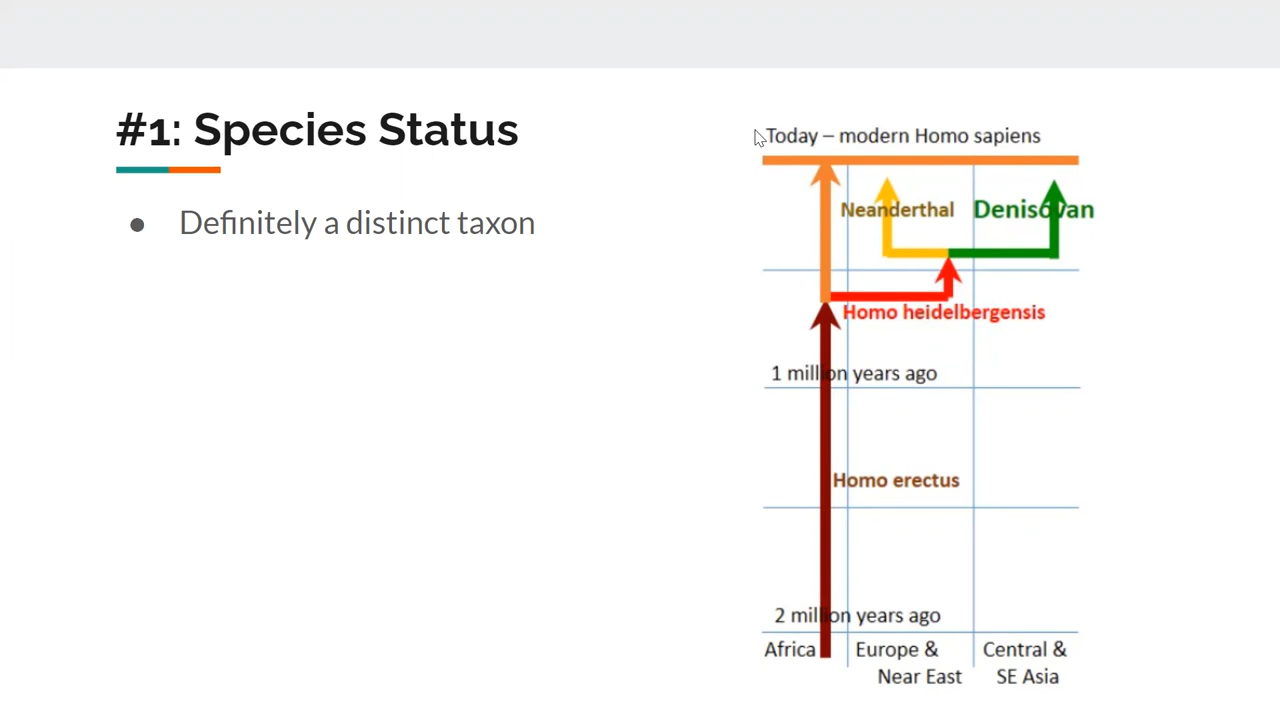 #1: Species Status
● Definitely a distinct taxon
Today – modern Homo sapiens
Neanderthal
Denisovan
Homo heidelbergensis
1 million years ago
Homo erectus
2 million years ago
Africa
Europe &
Near East
Central &
SE Asia